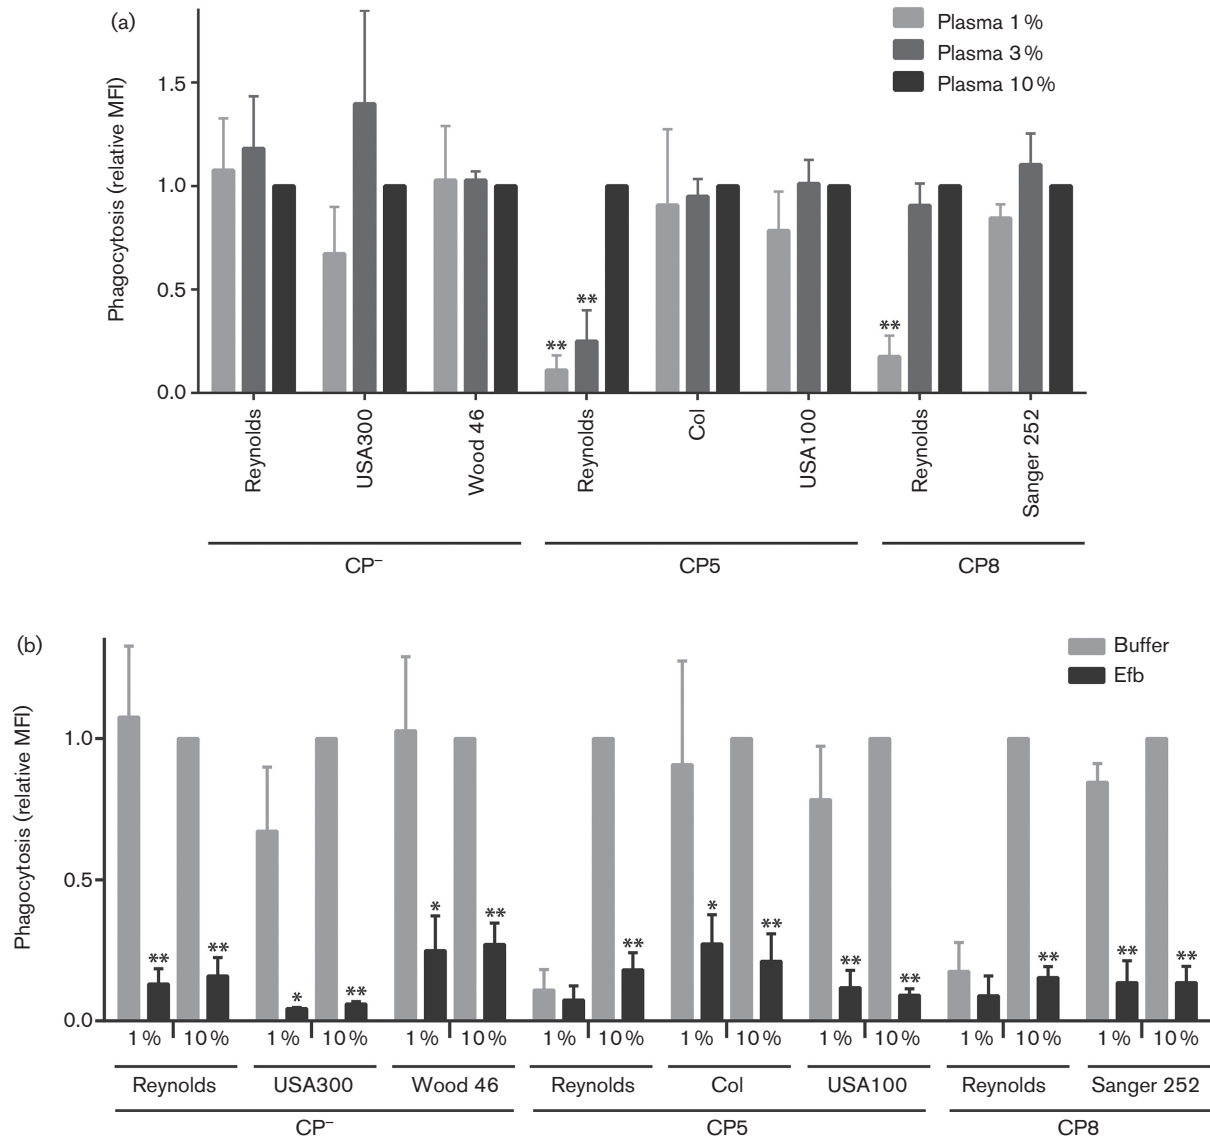 (a)
Plasma 1 %
Plasma 3 %
Plasma 10 %
Phagocytosis (relative MFI)
1.5
1.0
0.5
0.0
** ** **
Reynolds USA300 Wood 46 Reynolds Col USA100 Reynolds Sanger 252
CP– CP5 CP8
(b)
Buffer
Efb
Phagocytosis (relative MFI)
1.0
0.5
0.0
** ** * ** * ** ** * ** ** ** ** ** **
1 % 10 % 1 % 10 % 1 % 10 % 1 % 10 % 1 % 10 % 1 % 10 % 1 % 10 % 1 % 10 %
Reynolds USA300 Wood 46 Reynolds Col USA100 Reynolds Sanger 252
CP– CP5 CP8